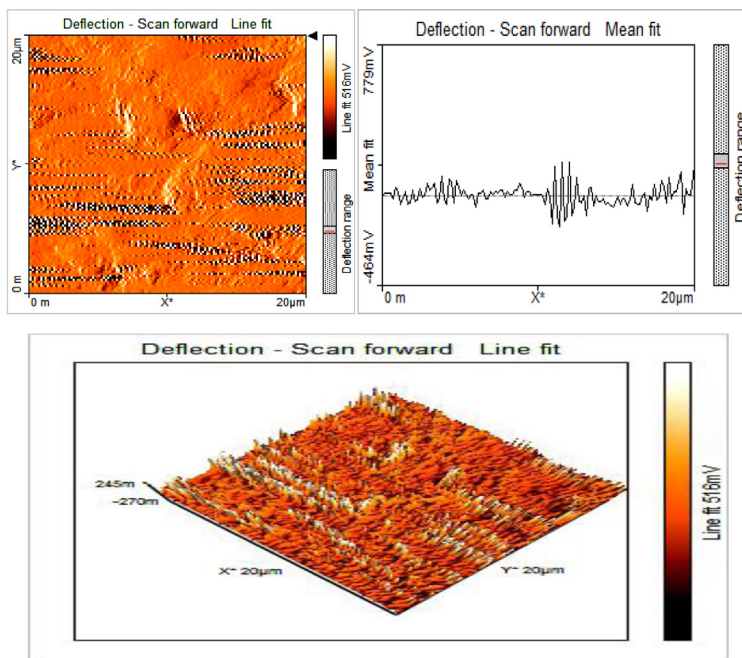 Deflection - Scan forward Line fit
20µm
Y*
0 m
0 m
X*
20µm
Line fit 516mV
Deflection range
Deflection - Scan forward Mean fit
779mV
Mean fit
-464mV
0 m
X*
20µm
Deflection range
Deflection - Scan forward Line fit
245m
-270m
X* 20µm
Y* 20µm
Line fit 516mV